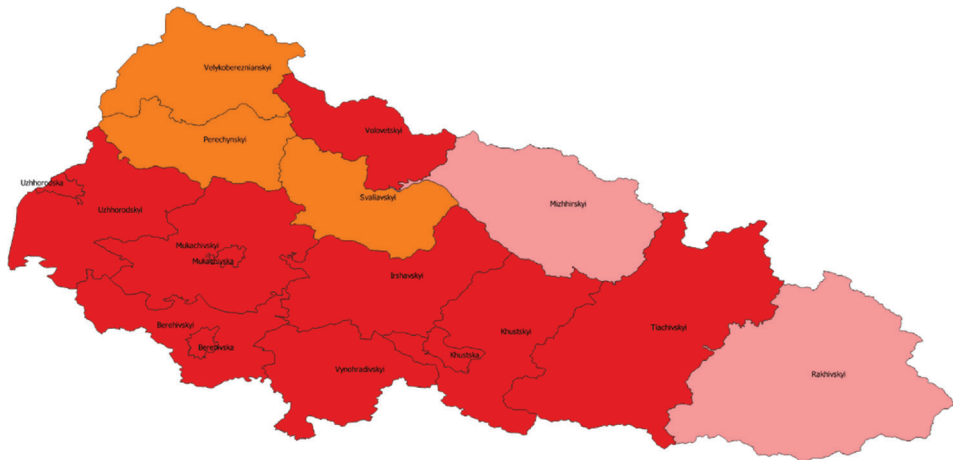 Velykobereznianskyi
Volovetskyi
Perechynskyi
Uzhhorodska
Svaliavskyi
Mizhhirskyi
Uzhhorodskyi
Mukachivskyi
Mukachivska
Irshavskyi
Berehivskyi
Khustskyi
Tiachivskyi
Berehivska
Khustska
Vynohradivskyi
Rakhivskyi